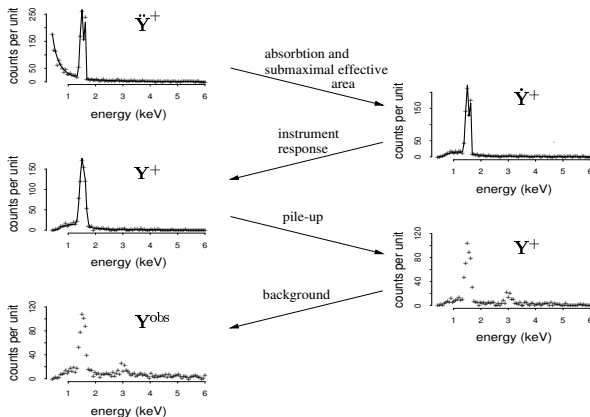 Ÿ+
counts per unit
0 50 150 250
1 2 3 4 5 6
energy (keV)
absorbtion and
submaximal effective
area
Ẏ+
counts per unit
0 50 150
1 2 3 4 5 6
energy (keV)
instrument
response
Y+
counts per unit
0 50 100 150
1 2 3 4 5 6
energy (keV)
pile-up
Y+
counts per unit
0 40 80 120
1 2 3 4 5 6
energy (keV)
background
Yobs
counts per unit
0 20 40 60 80 120
1 2 3 4 5 6
energy (keV)